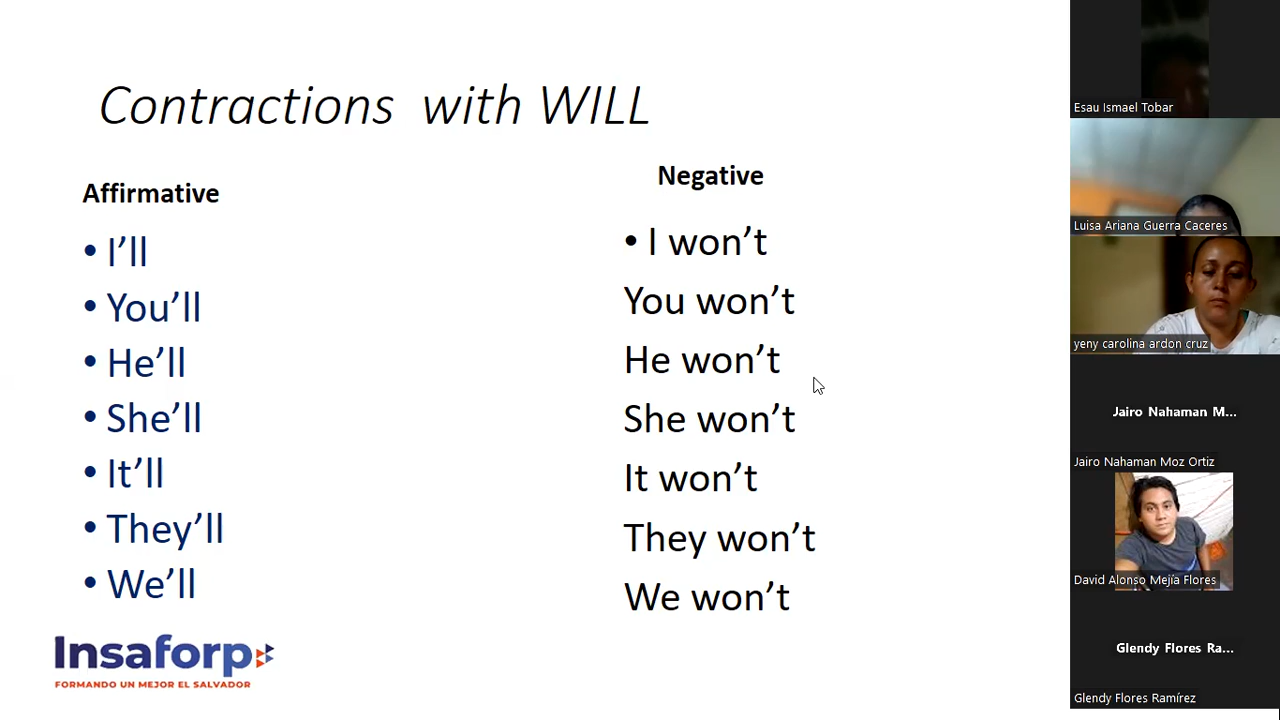 Contractions with WILL
Affirmative
• I'll
• You'll
• He'll
• She'll
• It'll
• They'll
• We'll
Negative
• I won't
You won't
He won't
She won't
It won't
They won't
We won't
Insaforp
FORMANDO UN MEJOR EL SALVADOR
Esau Ismael Tobar
Luisa Ariana Guerra Caceres
yeny carolina ardon cruz
Jairo Nahaman M...
Jairo Nahaman Moz Ortiz
David Alonso Mejía Flores
Glendy Flores Ra...
Glendy Flores Ramírez